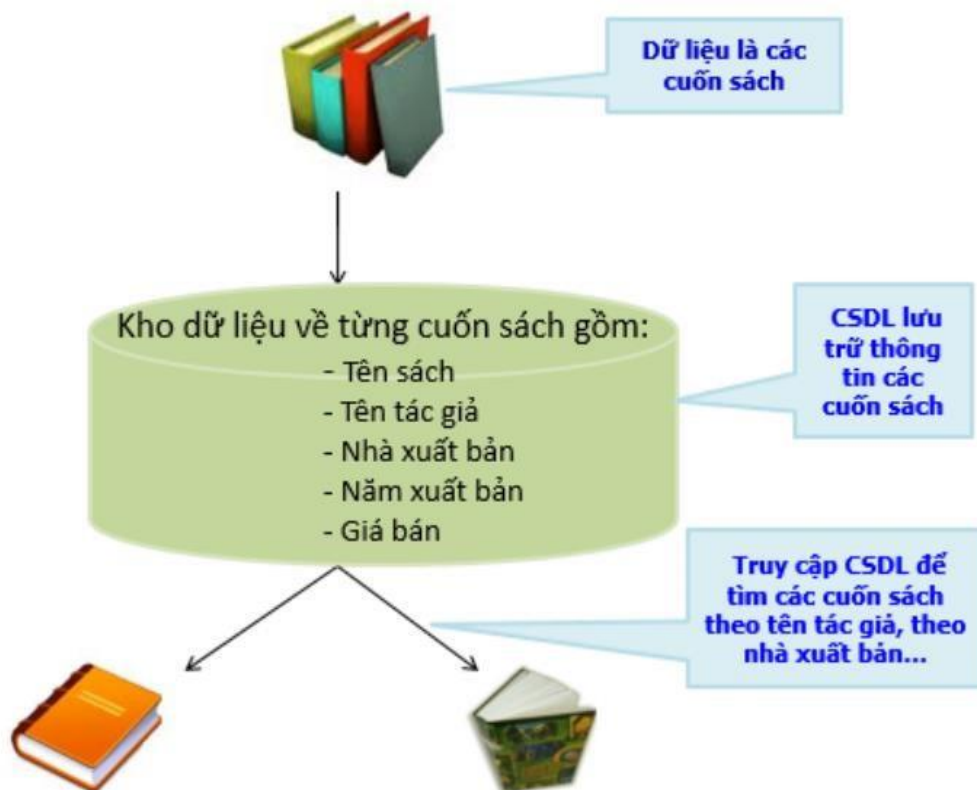 Dữ liệu là các
cuốn sách
Kho dữ liệu về từng cuốn sách gồm:
- Tên sách
- Tên tác giả
- Nhà xuất bản
- Năm xuất bản
- Giá bán
CSDL lưu
trữ thông
tin các
cuốn sách
Truy cập CSDL để
tìm các cuốn sách
theo tên tác giả, theo
nhà xuất bản...